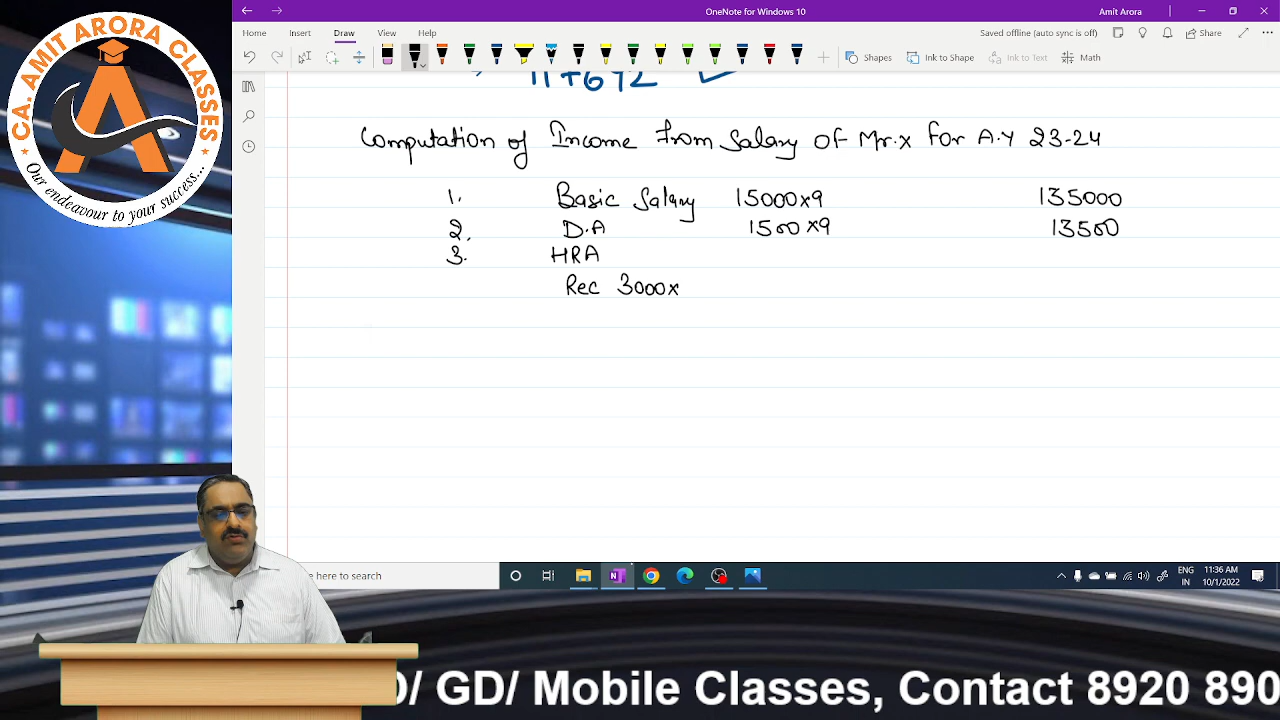 OneNote for Windows 10
Amit Arora
Home Insert Draw View Help
Saved offline (auto sync is off)
Share
Shapes Ink to Shape Ink to Text Math
CA. AMIT ARORA CLASSES
Our endeavour to your success...
Computation of Income from Salary of Mr.x for A.Y 23-24
1. Basic Salary 15000x9 135000
2. D.A 1500x9 13500
3. HRA
Rec 3000x
here to search
ENG
IN
11:36 AM
10/1/2022
/ GD/ Mobile Classes, Contact 8920 890